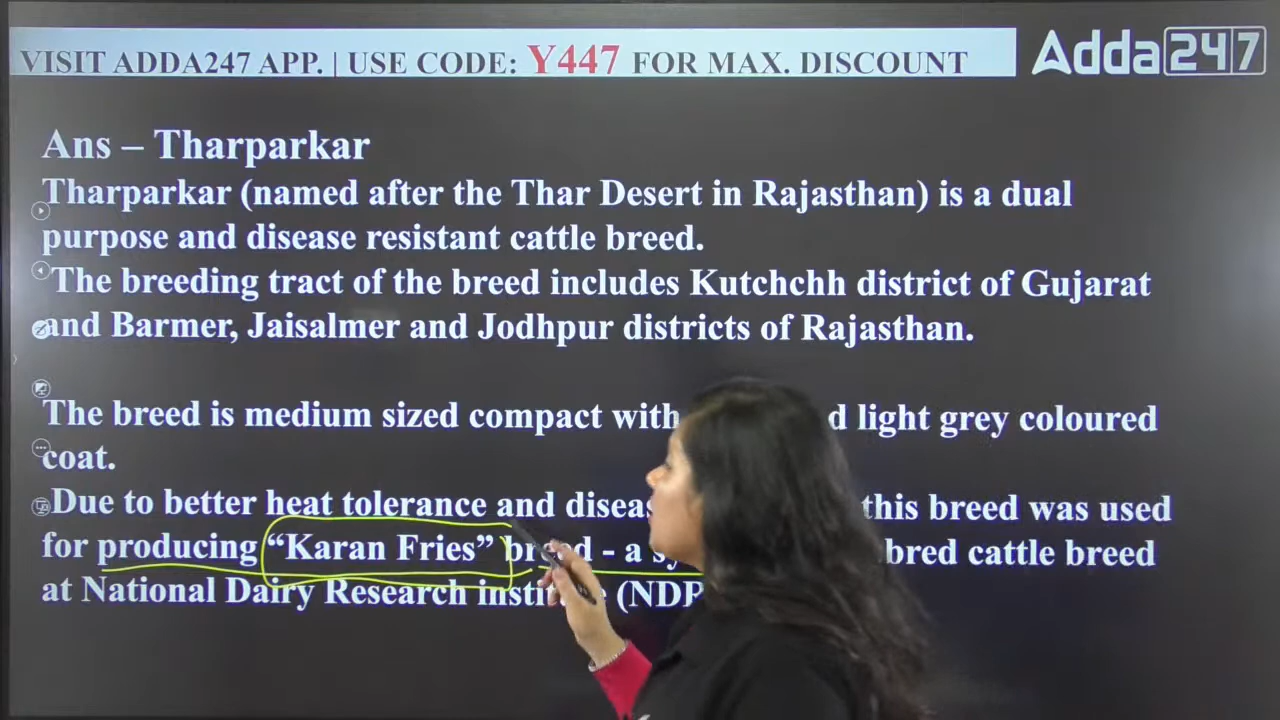 VISIT ADDA247 APP. | USE CODE: Y447 FOR MAX. DISCOUNT
Adda247
Ans – Tharparkar
Tharparkar (named after the Thar Desert in Rajasthan) is a dual
purpose and disease resistant cattle breed.
The breeding tract of the breed includes Kutchchh district of Gujarat
and Barmer, Jaisalmer and Jodhpur districts of Rajasthan.
The breed is medium sized compact with light grey coloured
coat.
Due to better heat tolerance and this breed was used
for producing “Karan Fries” breed - a bred cattle breed
at National Dairy Research